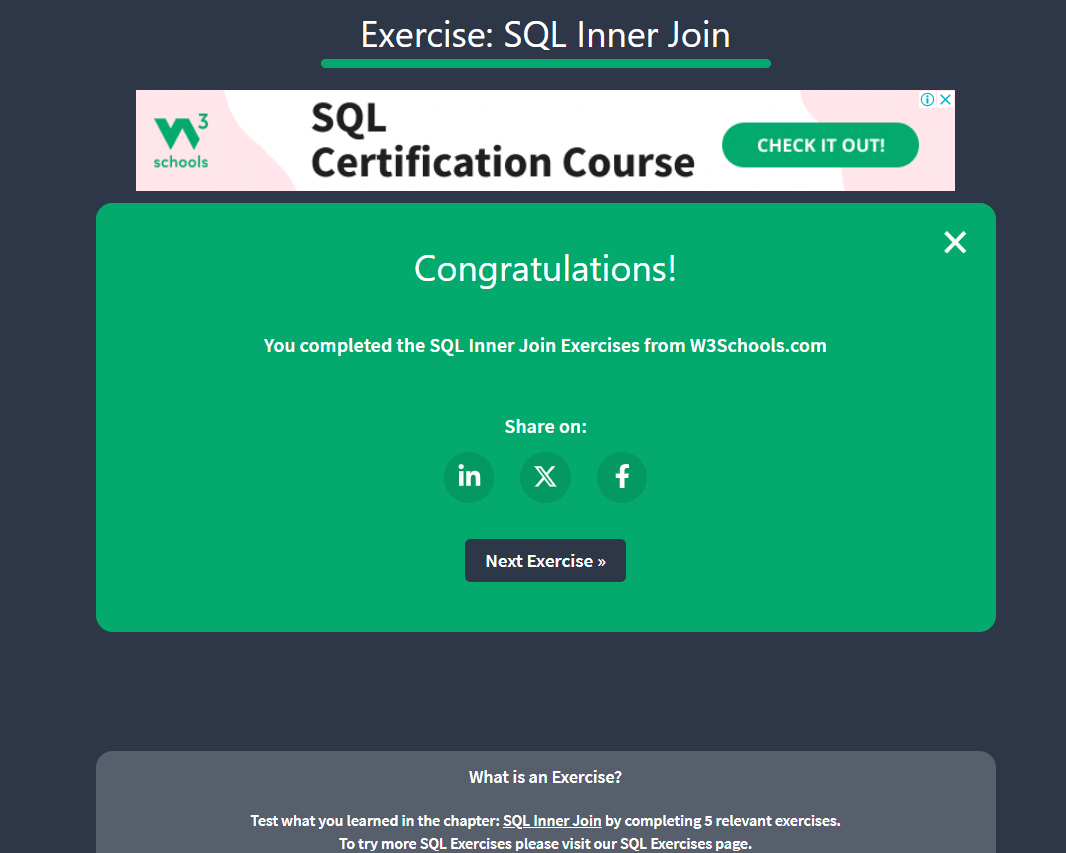 Exercise: SQL Inner Join
W3
schools
SQL
Certification Course
CHECK IT OUT!
Congratulations!
You completed the SQL Inner Join Exercises from W3Schools.com
Share on:
in
X
f
Next Exercise »
What is an Exercise?
Test what you learned in the chapter: SQL Inner Join by completing 5 relevant exercises.
To try more SQL Exercises please visit our SQL Exercises page.